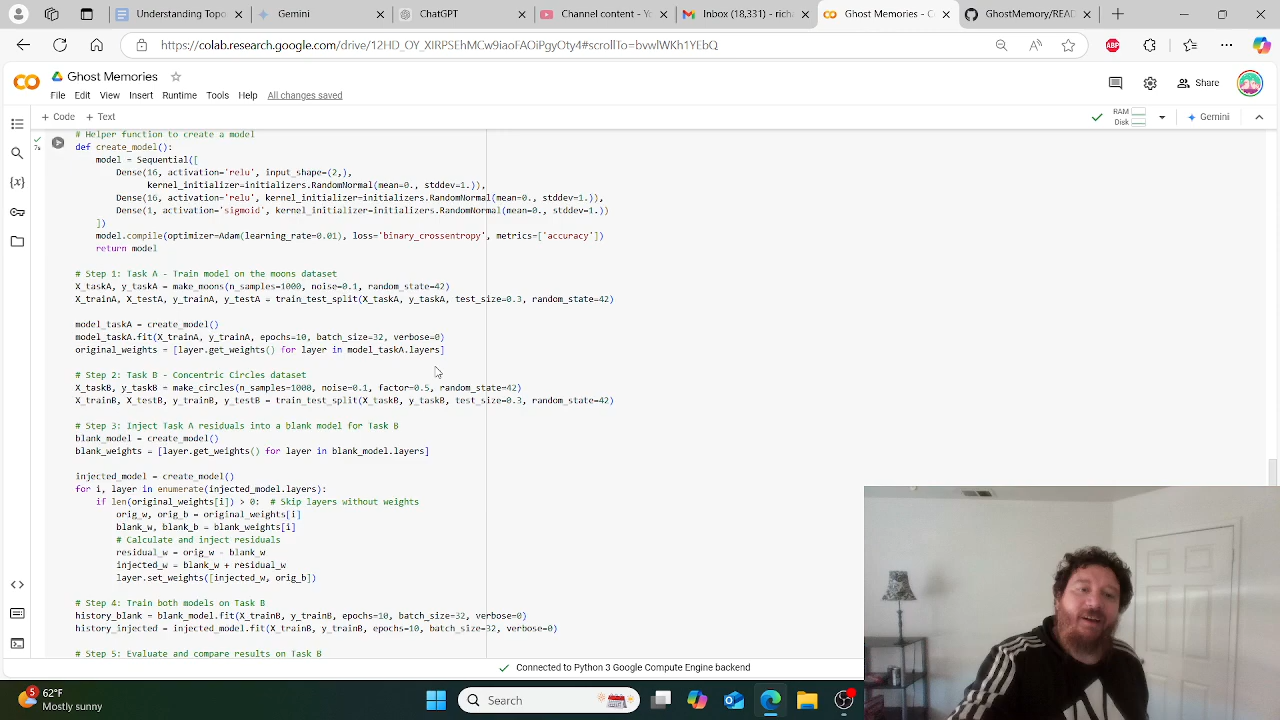 Understanding Topo
Gemini
ChatGPT
Channel content - Yo
Inbox (18,331) - rich
Ghost Memories - C
GhostMemory/READ
https://colab.research.google.com/drive/12HD_c_XIRPSEhMCw9iaoFAOiPg7Oty4#scrollTo=bvwlWKh1YEbQ
ABP
Ghost Memories
File Edit View Insert Runtime Tools Help All changes saved
Share
+ Code + Text
RAM
Disk
Gemini
7s
# Helper function to create a model
def create_model():
model = Sequential([
Dense(16, activation='relu', input_shape=(2,),
kernel_initializer=initializers.RandomNormal(mean=0., stddev=1.)),
Dense(16, activation='relu', kernel_initializer=initializers.RandomNormal(mean=0., stddev=1.)),
Dense(1, activation='sigmoid', kernel_initializer=initializers.RandomNormal(mean=0., stddev=1.))
])
model.compile(optimizer=Adam(learning_rate=0.01), loss='binary_crossentropy', metrics=['accuracy'])
return model
# Step 1: Task A - Train model on the moons dataset
X_taskA, y_taskA = make_moons(n_samples=1000, noise=0.1, random_state=42)
X_trainA, X_testA, y_trainA, y_testA = train_test_split(X_taskA, y_taskA, test_size=0.3, random_state=42)
model_taskA = create_model()
model_taskA.fit(X_trainA, y_trainA, epochs=10, batch_size=32, verbose=0)
original_weights = [layer.get_weights() for layer in model_taskA.layers]
# Step 2: Task B - Concentric Circles dataset
X_taskB, y_taskB = make_circles(n_samples=1000, noise=0.1, factor=0.5, random_state=42)
X_trainB, X_testB, y_trainB, y_testB = train_test_split(X_taskB, y_taskB, test_size=0.3, random_state=42)
# Step 3: Inject Task A residuals into a blank model for Task B
blank_model = create_model()
blank_weights = [layer.get_weights() for layer in blank_model.layers]
injected_model = create_model()
for i, layer in enumerate(injected_model.layers):
if len(original_weights[i]) > 0: # Skip layers without weights
orig_w, orig_b = original_weights[i]
blank_w, blank_b = blank_weights[i]
# Calculate and inject residuals
residual_w = orig_w - blank_w
injected_w = blank_w + residual_w
layer.set_weights([injected_w, orig_b])
# Step 4: Train both models on Task B
history_blank = blank_model.fit(X_trainB, y_trainB, epochs=10, batch_size=32, verbose=0)
history_injected = injected_model.fit(X_trainB, y_trainB, epochs=10, batch_size=32, verbose=0)
# Step 5: Evaluate and compare results on Task B
Connected to Python 3 Google Compute Engine backend
5
62°F
Mostly sunny
Search